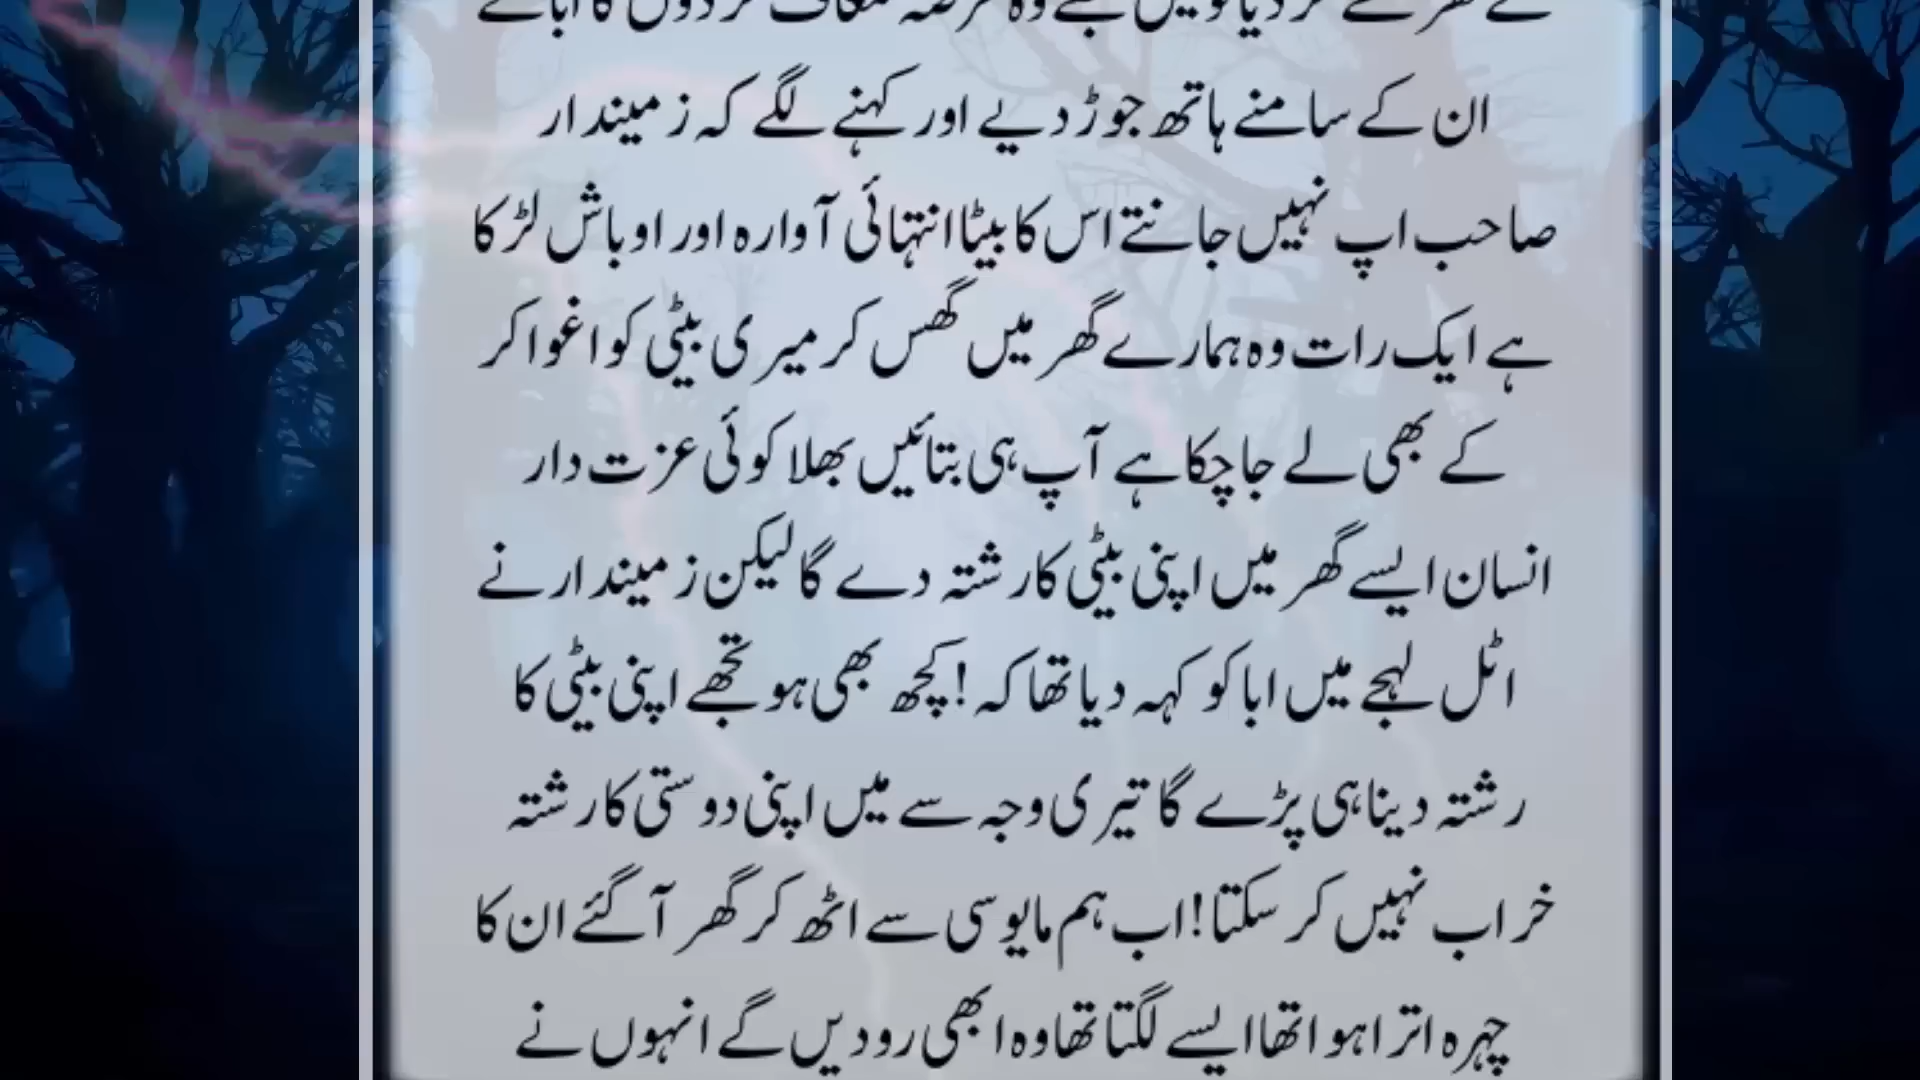 ان کے سامنے ہاتھ جوڑ دیے اور کہنے لگے کہ زمیندار
صاحب اپ نہیں جانتے اس کا بیٹا انتہائی آوارہ اور اوباش لڑکا
ہے ایک رات وہ ہمارے گھر میں گھس کر میری بیٹی کو اغوا کر
کے بھی لے جا چکا ہے آپ ہی بتائیں بھلا کوئی عزت دار
انسان ایسے گھر میں اپنی بیٹی کا رشتہ دے گا لیکن زمیندار نے
اٹل لہجے میں ابا کو کہہ دیا تھا کہ ! کچھ بھی ہو تجھے اپنی بیٹی کا
رشتہ دینا ہی پڑے گا تیری وجہ سے میں اپنی دوستی کا رشتہ
خراب نہیں کر سکتا! اب ہم مایوسی سے اٹھ کر گھر آگئے ان کا
چہرہ اترا ہوا تھا ایسے لگتا تھا وہ ابھی رو دیں گے انہوں نے